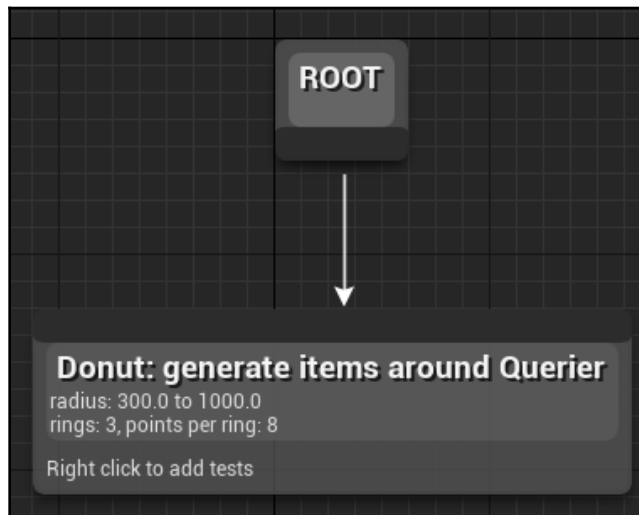 ROOT
Donut: generate items around Querier
radius: 300.0 to 1000.0
rings: 3, points per ring: 8
Right click to add tests